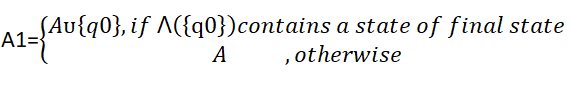 A1={A∪{q0}, if Λ({q0})contains a state of final state
A , otherwise